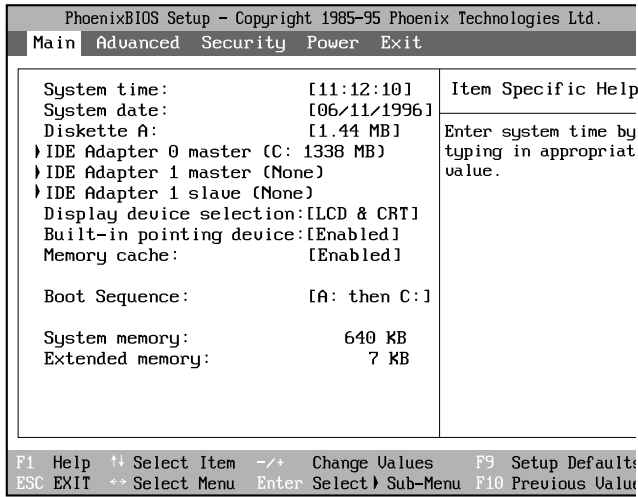 PhoenixBIOS Setup – Copyright 1985-95 Phoenix Technologies Ltd.
Main Advanced Security Power Exit
System time: [11:12:10]
System date: [06/11/1996]
Diskette A: [1.44 MB]
IDE Adapter 0 master (C: 1338 MB)
IDE Adapter 1 master (None)
IDE Adapter 1 slave (None)
Display device selection:[LCD & CRT]
Built-in pointing device:[Enabled]
Memory cache: [Enabled]
Boot Sequence: [A: then C:]
System memory: 640 KB
Extended memory: 7 KB
Item Specific Help
Enter system time by
typing in appropriat
value.
F1 Help ↑↓ Select Item -/+ Change Values F9 Setup Defaults
ESC EXIT ↔ Select Menu Enter Select ▶ Sub-Menu F10 Previous Value